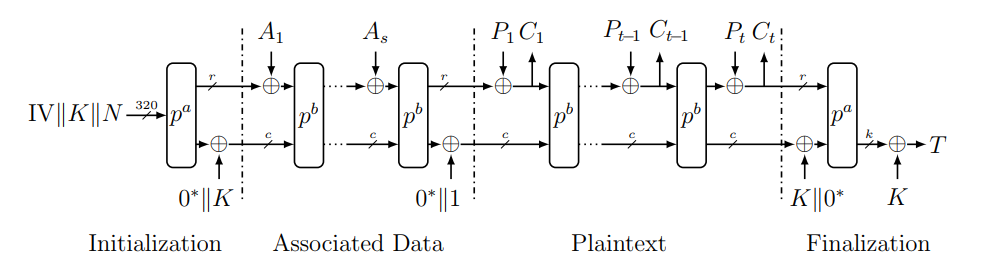 A₁ Aₛ P₁ C₁ Pₜ₋₁ Cₜ₋₁ Pₜ Cₜ
r r r
IV‖K‖N 320 pᵃ pᵇ ······ pᵇ pᵇ ······ pᵇ pᵃ
c c c c c k T
0*‖K 0*‖1 K‖0* K
Initialization Associated Data Plaintext Finalization